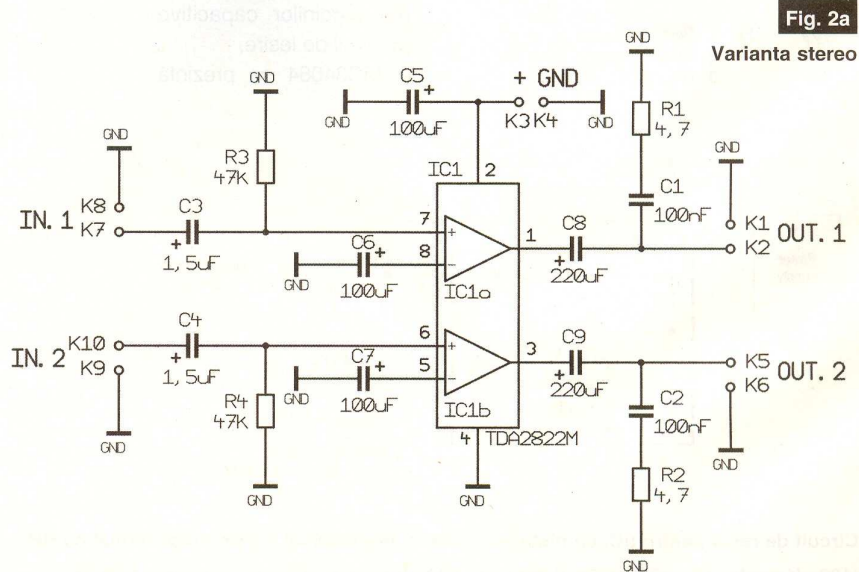 Fig. 2a
Varianta stereo
GND
GND
C5
+
100uF
GND
+ GND
K3 K4
GND
R1
4,7
GND
K8
K7
IN. 1
R3
47K
C3
+
1,5uF
IC1
2
7
+
8
-
IC1a
1
C6
+
100uF
GND
C8
+
220uF
C1
100nF
GND
K1
K2
OUT. 1
IN. 2
K10
K9
GND
C4
+
1,5uF
R4
47K
GND
6
+
5
-
IC1b
3
C7
+
100uF
GND
4
TDA2822M
GND
C9
+
220uF
K5
K6
OUT. 2
GND
C2
100nF
R2
4,7
GND